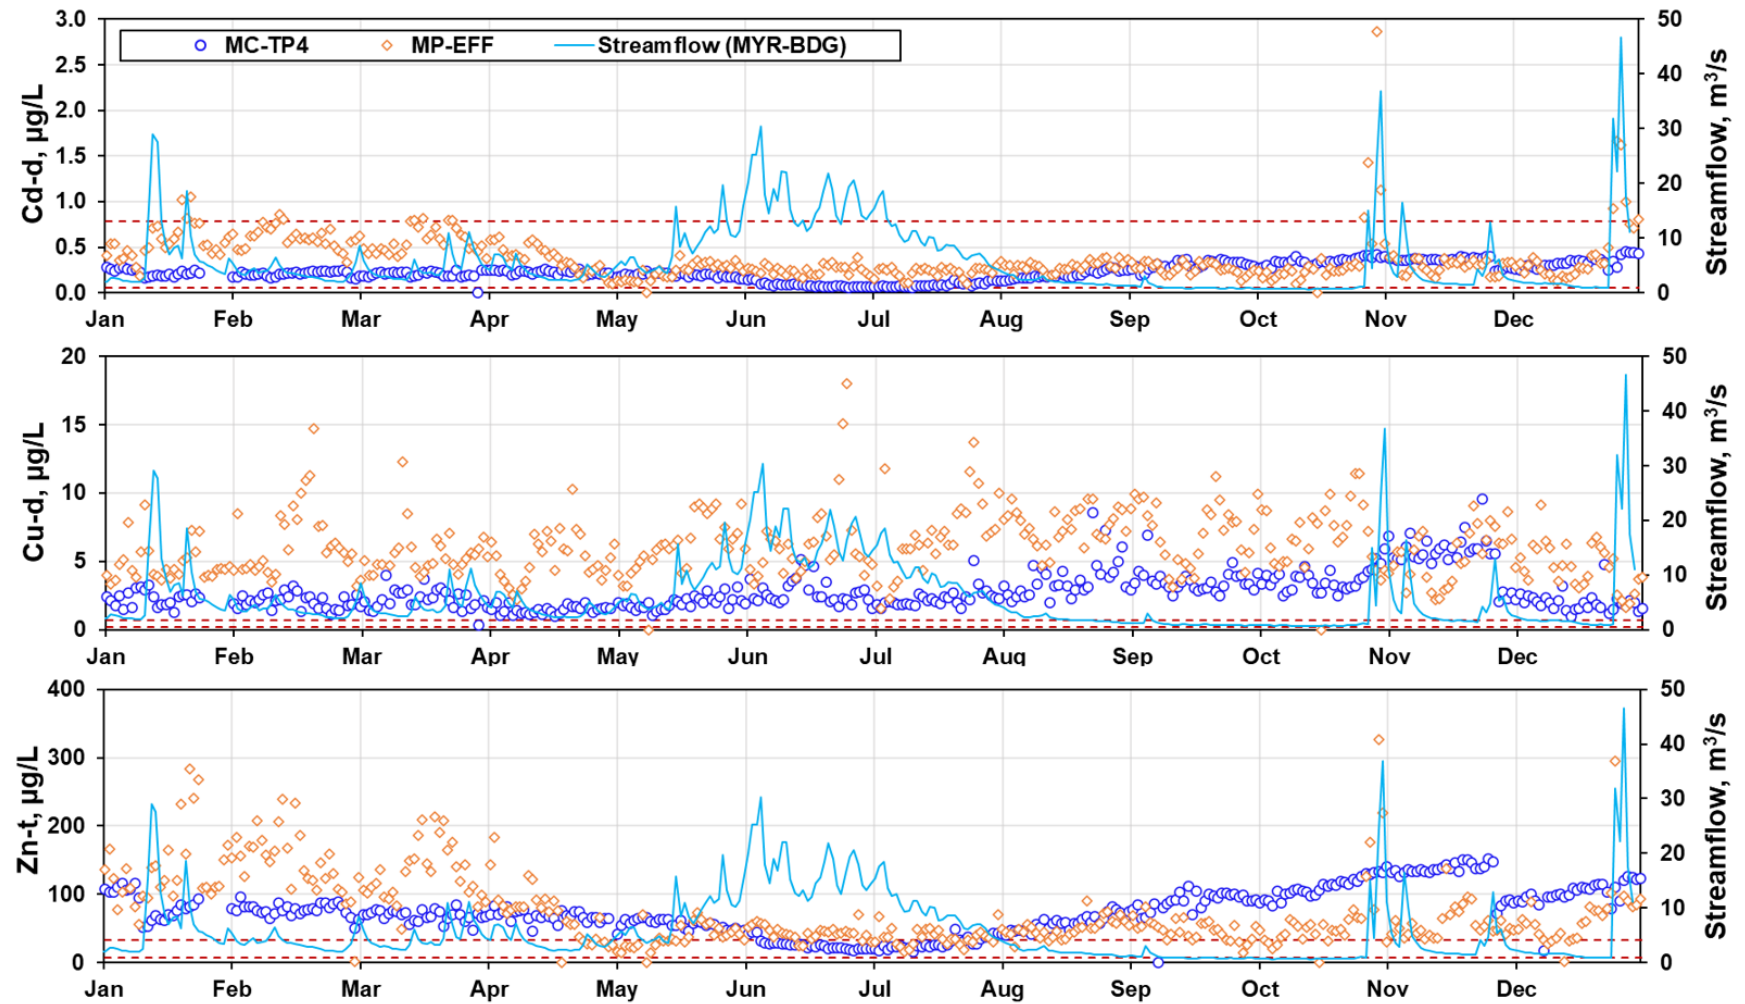 3.0 50
MC-TP4 MP-EFF Streamflow (MYR-BDG)
2.5 40
2.0
30
1.5
20
1.0
0.5 10
0.0 0
Cd-d, µg/L
Streamflow, m³/s
Jan Feb Mar Apr May Jun Jul Aug Sep Oct Nov Dec
20 50
40
15
30
10
20
5
10
0 0
Cu-d, µg/L
Streamflow, m³/s
Jan Feb Mar Apr May Jun Jul Aug Sep Oct Nov Dec
400 50
40
300
30
200
20
100
10
0 0
Zn-t, µg/L
Streamflow, m³/s
Jan Feb Mar Apr May Jun Jul Aug Sep Oct Nov Dec